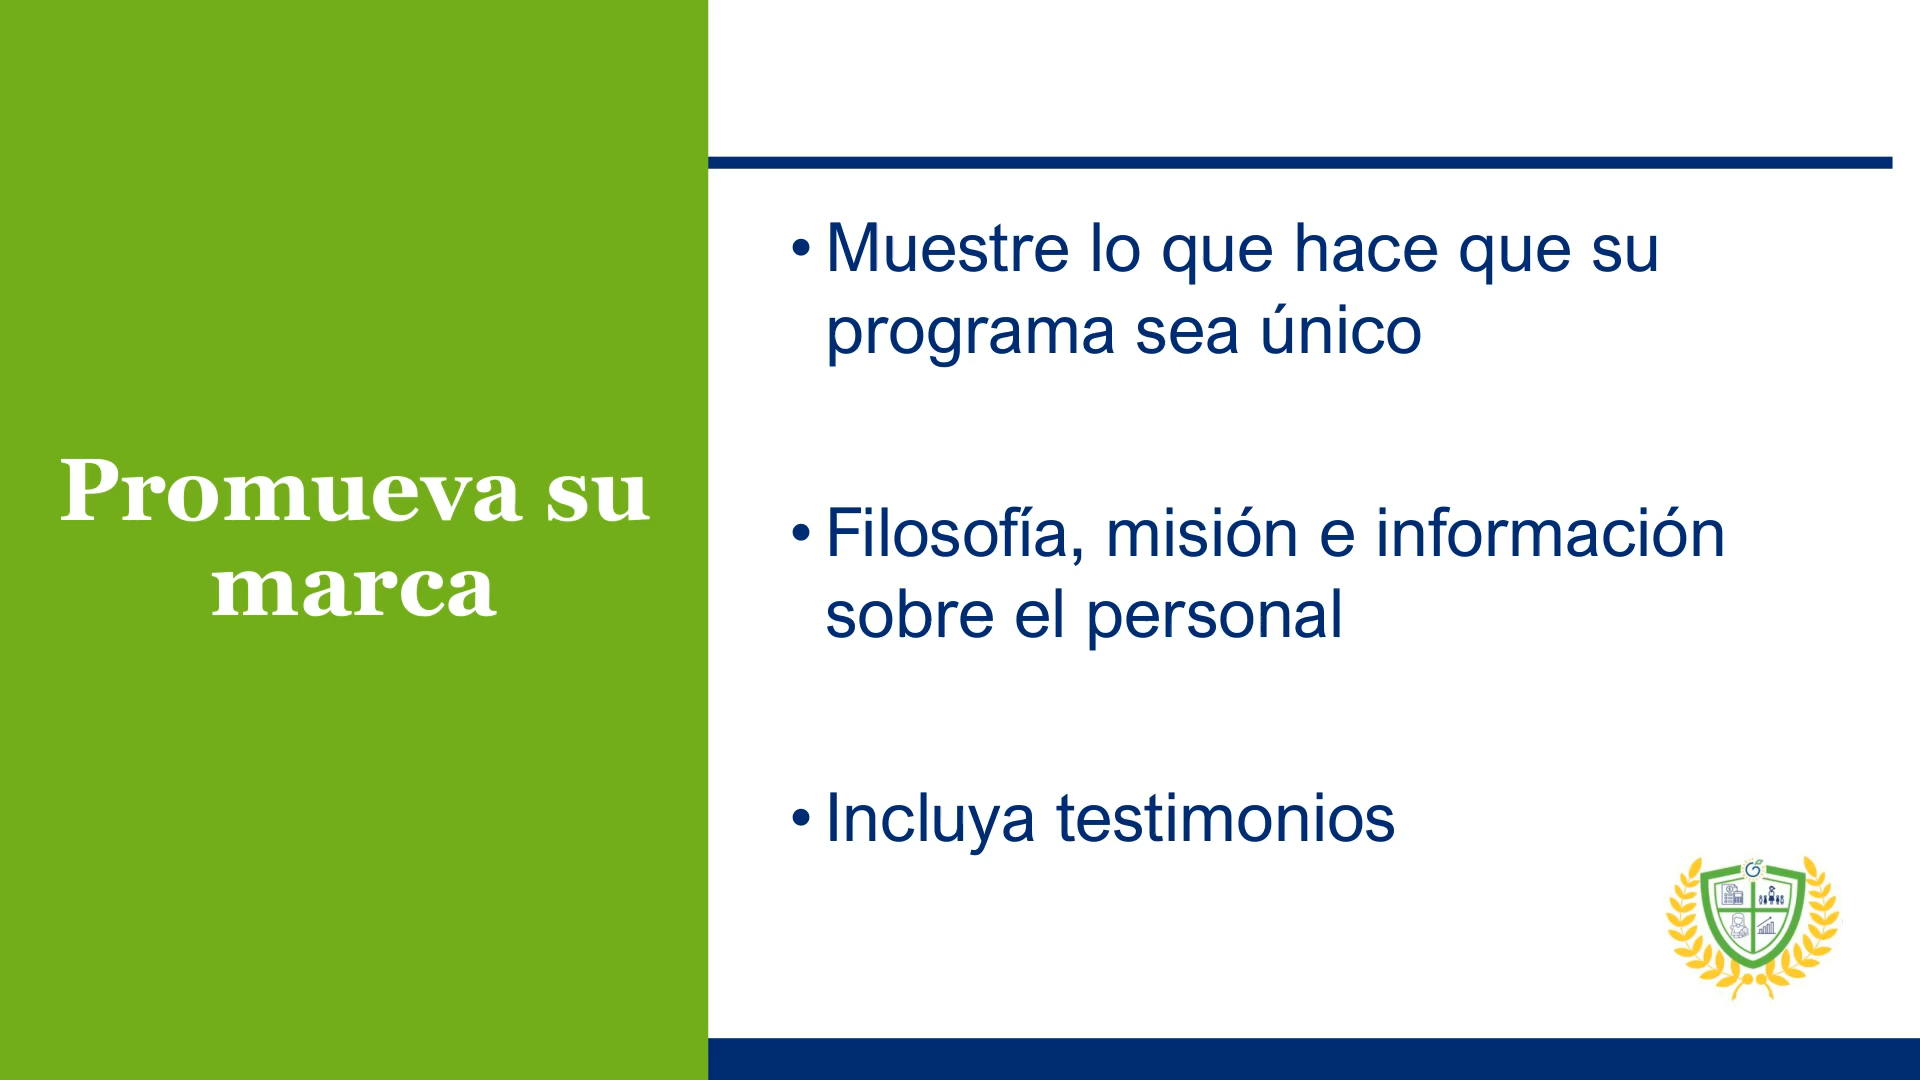 Promueva su
marca
• Muestre lo que hace que su
programa sea único
• Filosofía, misión e información
sobre el personal
• Incluya testimonios